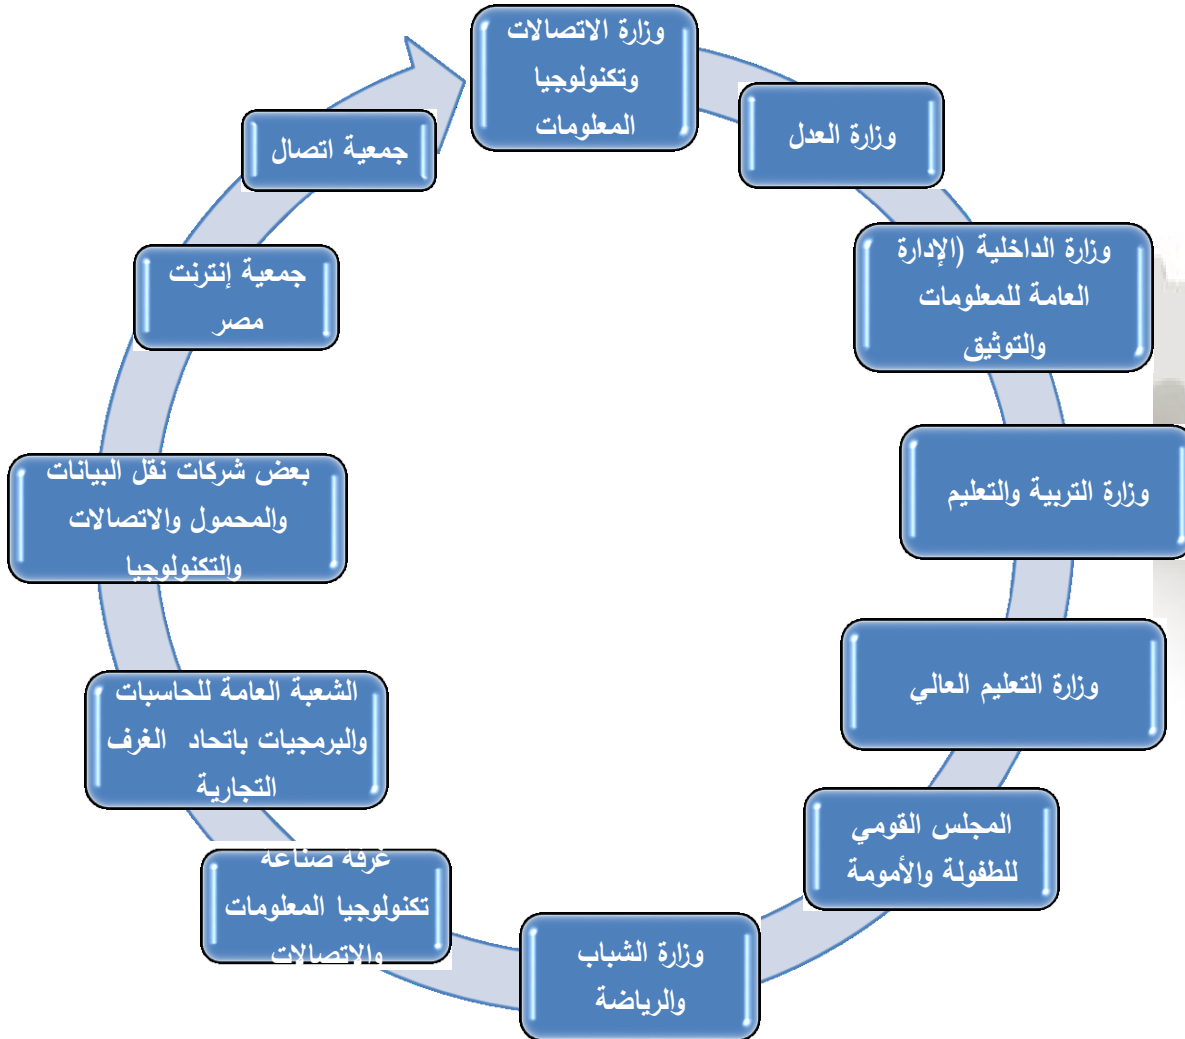 وزارة الاتصالات
وتكنولوجيا
المعلومات
وزارة العدل
وزارة الداخلية (الإدارة
العامة للمعلومات
والتوثيق
وزارة التربية والتعليم
وزارة التعليم العالي
المجلس القومي
للطفولة والأمومة
وزارة الشباب
والرياضة
غرفة صناعة
تكنولوجيا المعلومات
والاتصالات
الشعبة العامة للحاسبات
والبرمجيات باتحاد الغرف
التجارية
بعض شركات نقل البيانات
والمحمول والاتصالات
والتكنولوجيا
جمعية إنترنت
مصر
جمعية اتصال